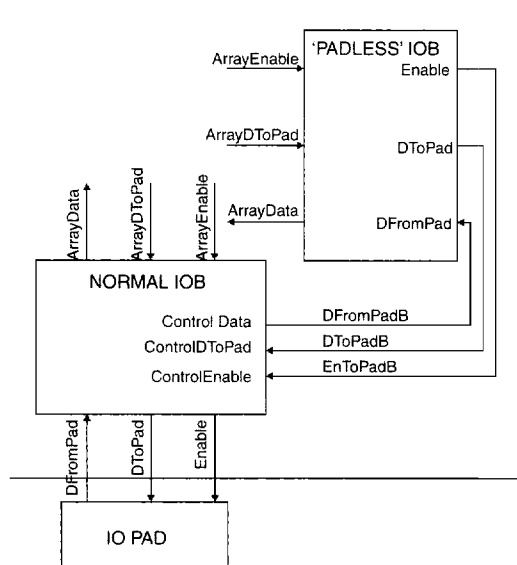 'PADLESS' IOB
ArrayEnable
Enable
ArrayDToPad
DToPad
ArrayData
DFromPad
ArrayData
ArrayDToPad
ArrayEnable
NORMAL IOB
Control Data
DFromPadB
ControlDToPad
DToPadB
ControlEnable
EnToPadB
DFromPad
DToPad
Enable
IO PAD